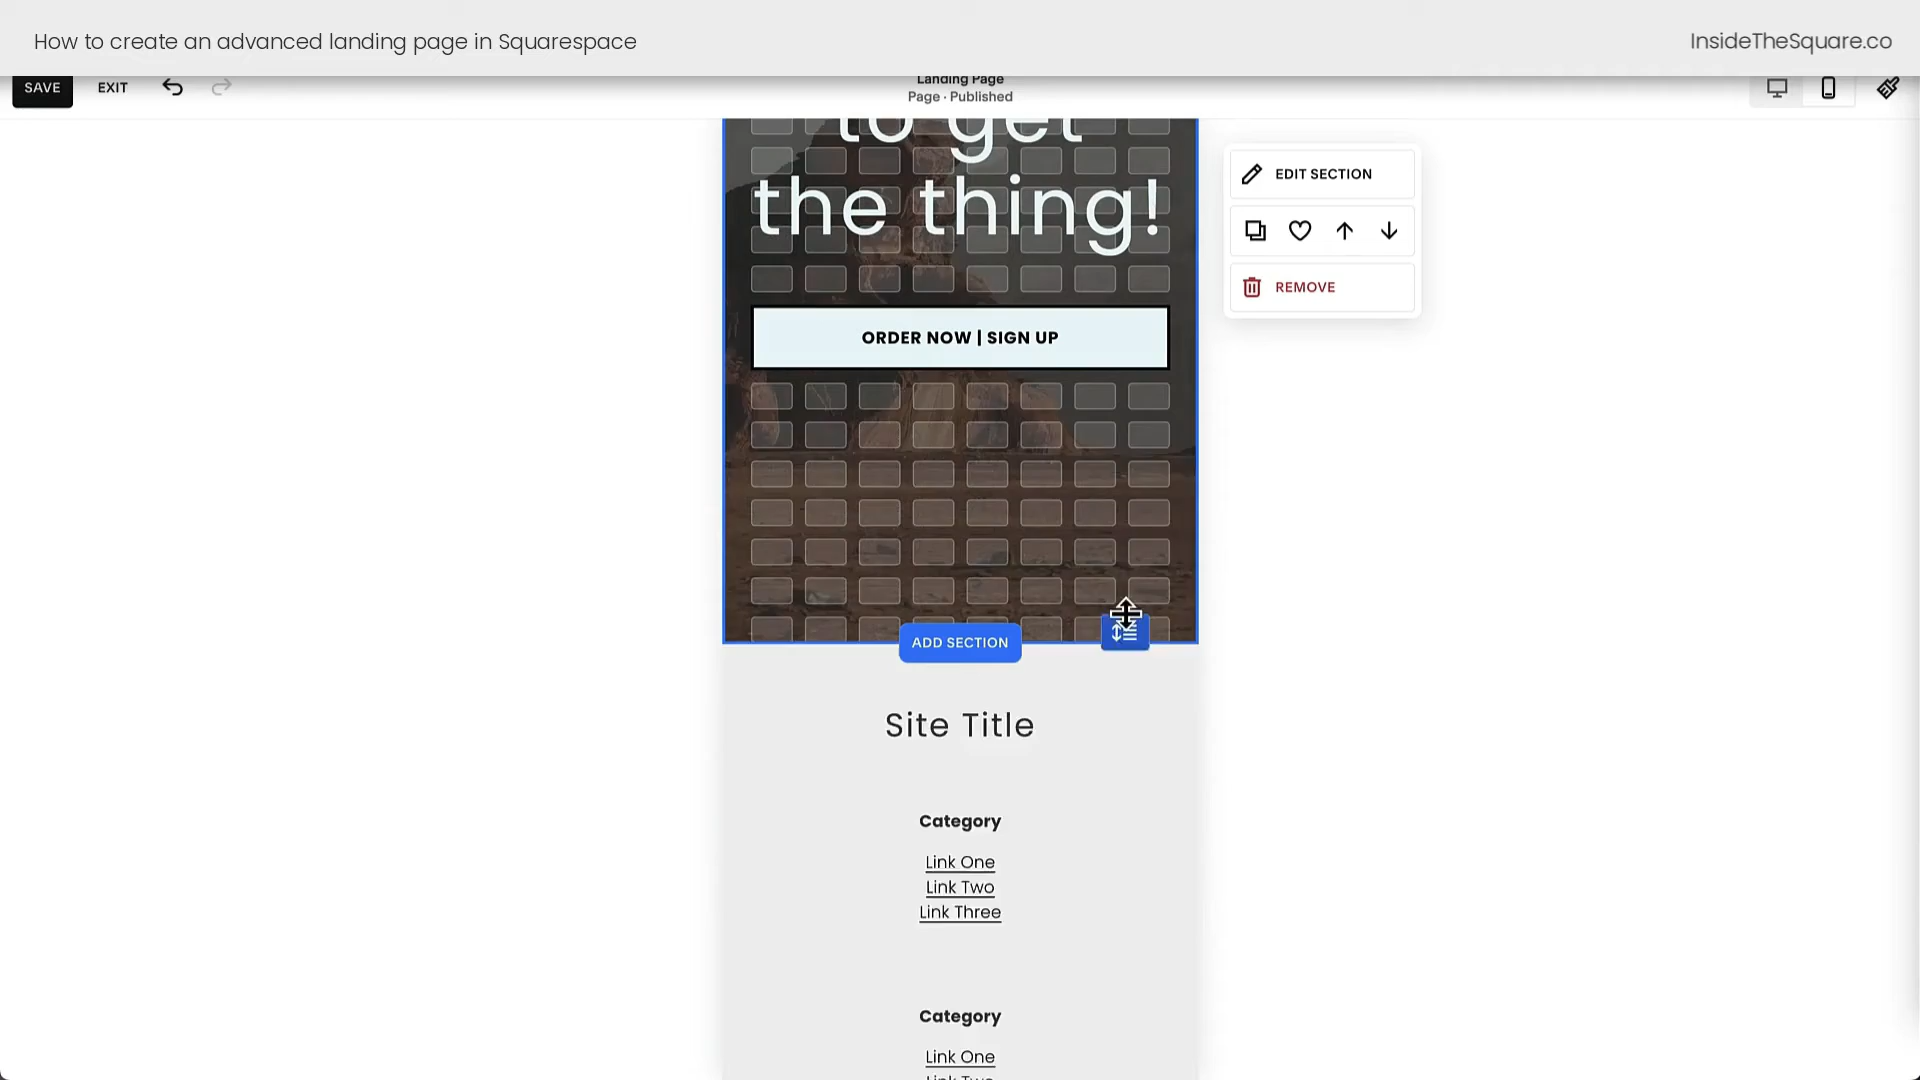 How to create an advanced landing page in Squarespace
InsideTheSquare.co
SAVE
EXIT
Landing Page
Page · Published
to get
the thing!
EDIT SECTION
REMOVE
ORDER NOW | SIGN UP
ADD SECTION
Site Title
Category
Link One
Link Two
Link Three
Category
Link One